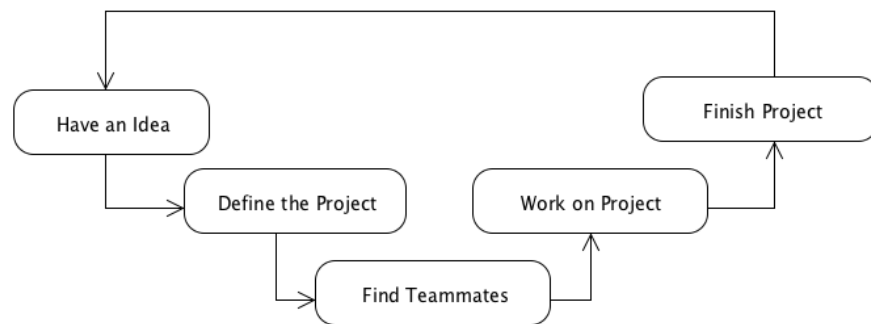 Have an Idea
Define the Project
Find Teammates
Work on Project
Finish Project